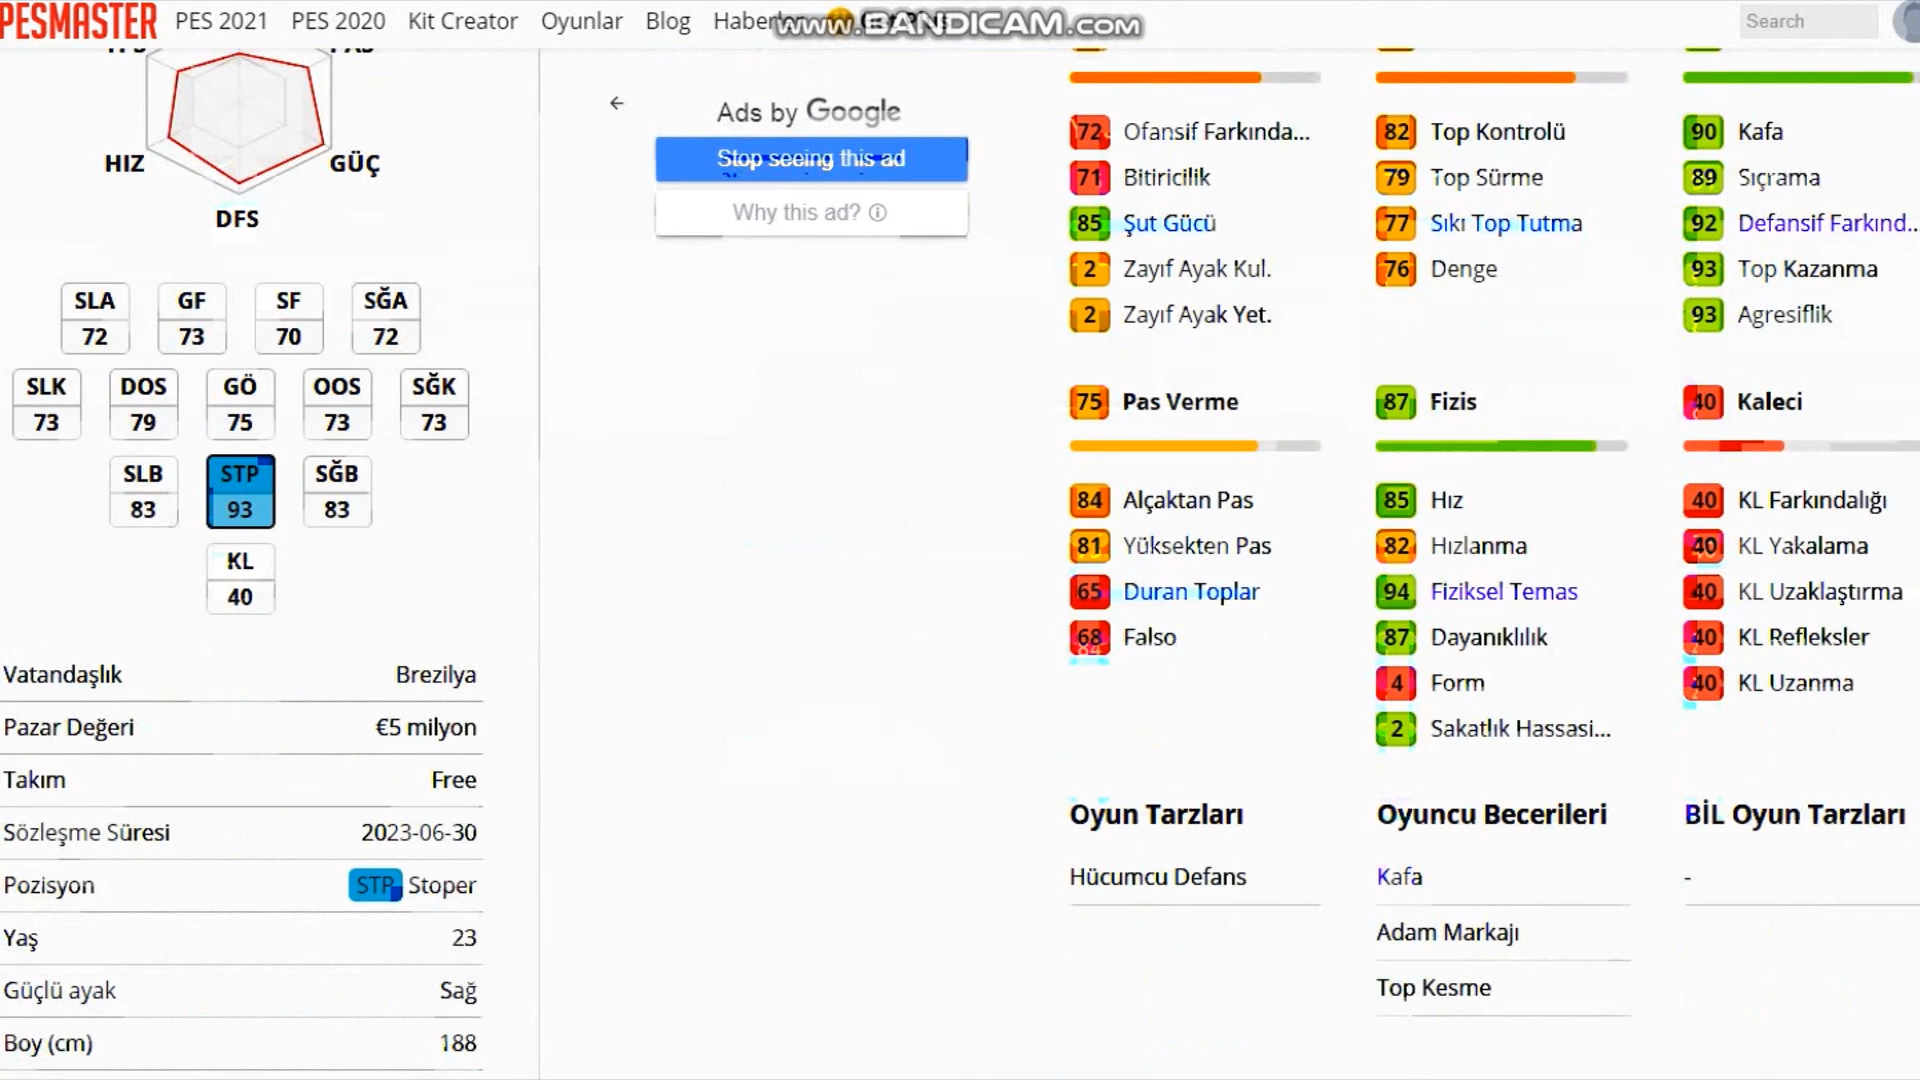 PESMASTER PES 2021 PES 2020 Kit Creator Oyunlar Blog Haberler
www.BANDICAM.com
Search
HIZ
GÜÇ
DFS
SLA GF SF SĞA
72 73 70 72
SLK DOS GÖ OOS SĞK
73 79 75 73 73
SLB STP SĞB
83 93 83
KL
40
Vatandaşlık Brezilya
Pazar Değeri €5 milyon
Takım Free
Sözleşme Süresi 2023-06-30
Pozisyon STP Stoper
Yaş 23
Güçlü ayak Sağ
Boy (cm) 188
Ads by Google
Stop seeing this ad
Why this ad?
72 Ofansif Farkında...
71 Bitiricilik
85 Şut Gücü
2 Zayıf Ayak Kul.
2 Zayıf Ayak Yet.
82 Top Kontrolü
79 Top Sürme
77 Sıkı Top Tutma
76 Denge
90 Kafa
89 Sıçrama
92 Defansif Farkınd...
93 Top Kazanma
93 Agresiflik
75 Pas Verme
84 Alçaktan Pas
81 Yüksekten Pas
65 Duran Toplar
68 Falso
87 Fizis
85 Hız
82 Hızlanma
94 Fiziksel Temas
87 Dayanıklılık
4 Form
2 Sakatlık Hassasi...
40 Kaleci
40 KL Farkındalığı
40 KL Yakalama
40 KL Uzaklaştırma
40 KL Refleksler
40 KL Uzanma
Oyun Tarzları
Hücumcu Defans
Oyuncu Becerileri
Kafa
Adam Markajı
Top Kesme
BİL Oyun Tarzları
-